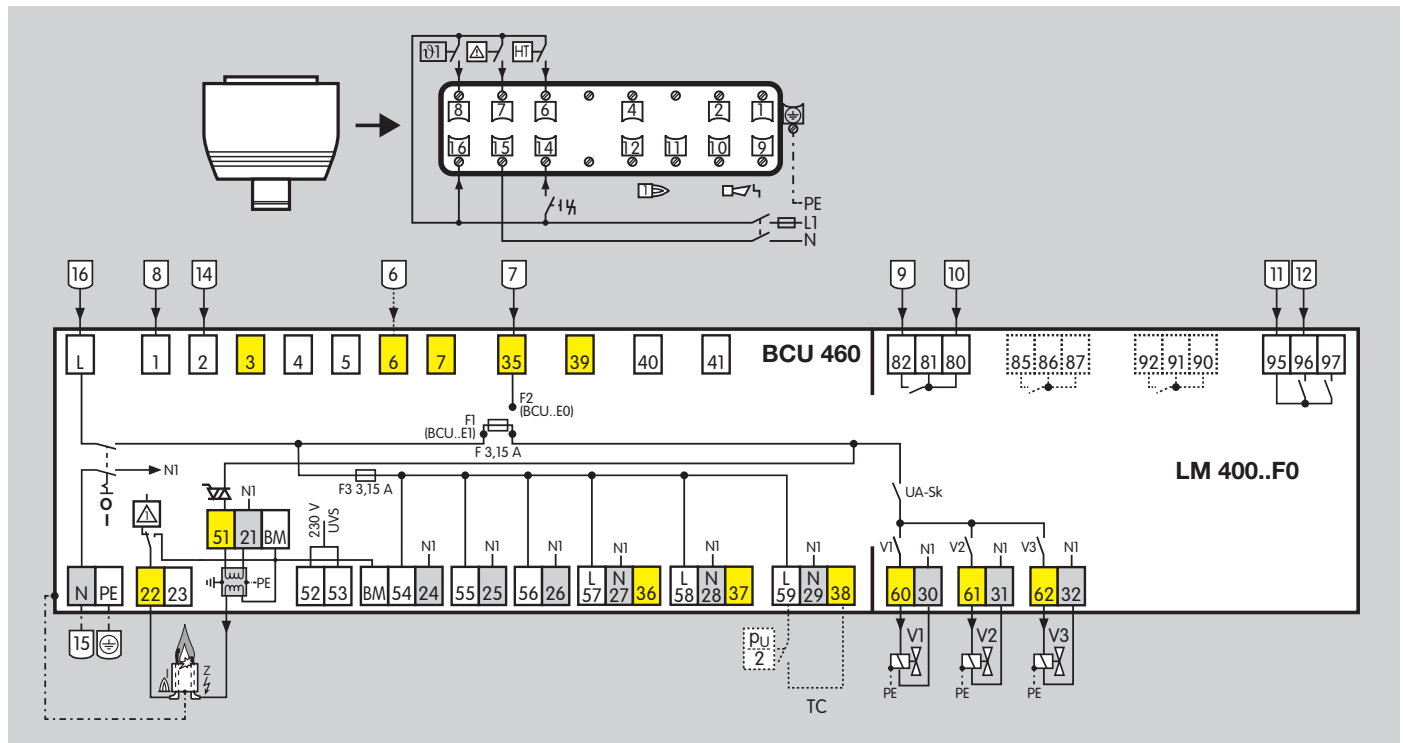 ϑ1 ⚠ HT
8 7 6 4 2 1
16 15 14 12 11 10 9
1
PE
L1
N
16 8 14 6 7 9 10 11 12
L 1 2 3 4 5 6 7 35 39 40 41
BCU 460
82 81 80 85 86 87 92 91 90 95 96 97
F2
(BCU..E0)
F1
(BCU..E1)
F 3,15 A
N1
F3 3,15 A
LM 400..F0
UA-Sk
O
I
N1
51 21 BM
230 V
UVS
PE
N1 N1 N1 N1 N1 N1
V1 N1 V2 N1 V3 N1
N PE 22 23 52 53 BM 54 24 55 25 56 26
L N
57 27 36
L N
58 28 37
L N
59 29 38
60 30 61 31 62 32
15
Z
pU
2
TC
V1 V2 V3
PE PE PE